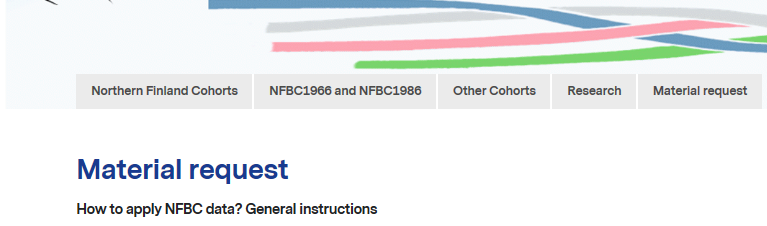 Northern Finland Cohorts NFBC1966 and NFBC1986 Other Cohorts Research Material request
Material request
How to apply NFBC data? General instructions